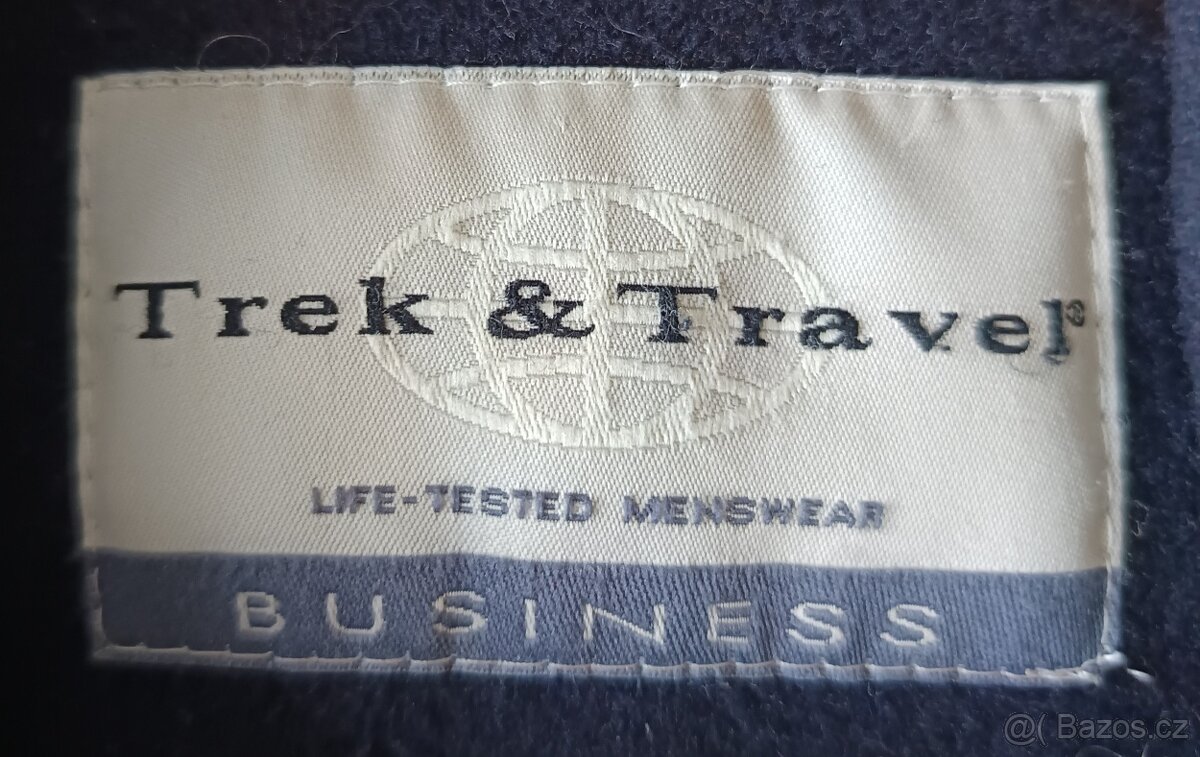 Trek & Travel®
LIFE-TESTED MENSWEAR
BUSINESS
@( Bazos.cz